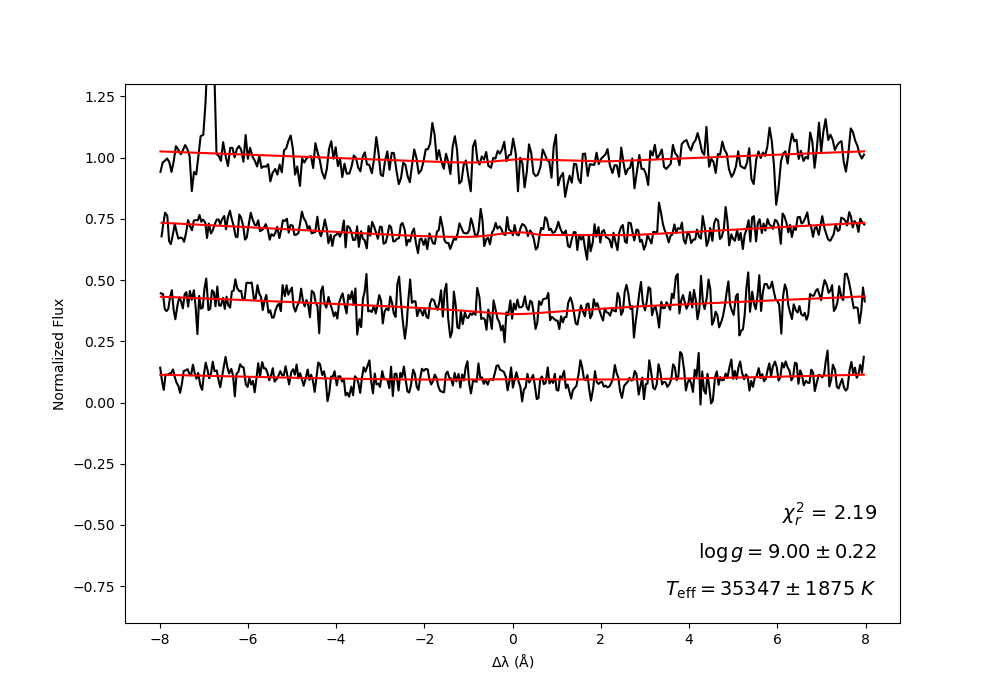 1.25
1.00
0.75
0.50
0.25
0.00
−0.25
−0.50
−0.75
Normalized Flux
χ²ᵣ = 2.19
log g = 9.00 ± 0.22
T_eff = 35347 ± 1875 K
−8 −6 −4 −2 0 2 4 6 8
Δλ (Å)